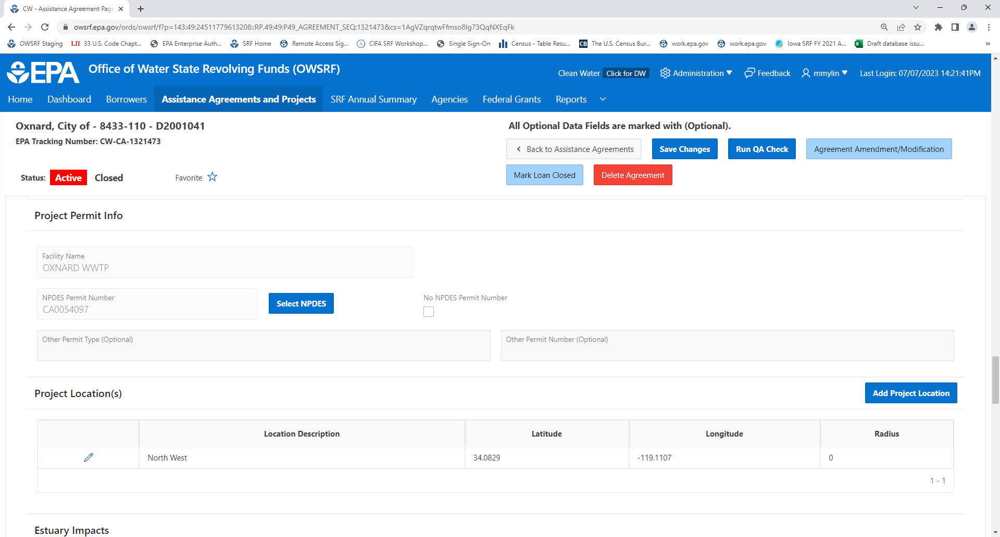 CW - Assistance Agreement Page
owsrf.epa.gov/ords/owsrf/f?p=143:49:24511779613208::RP,49:49:P49_AGREEMENT_SEQ:1321473&cs=1AgVZqrqtwFfmso8Ig73QqNXEqFk
OWSRF Staging LII 33 U.S. Code Chapt... EPA Enterprise Auth... SRF Home Remote Access Sig... CIFA SRF Workshop... Single Sign-On Census - Table Resu... CB The U.S. Census Bur... work.epa.gov work.epa.gov Iowa SRF FY 2021 A... Draft database issu... »
EPA Office of Water State Revolving Funds (OWSRF)
Clean Water Click for DW Administration Feedback mmylin Last Login: 07/07/2023 14:21:41PM
Home Dashboard Borrowers Assistance Agreements and Projects SRF Annual Summary Agencies Federal Grants Reports
Oxnard, City of - 8433-110 - D2001041
All Optional Data Fields are marked with (Optional).
EPA Tracking Number: CW-CA-1321473
Back to Assistance Agreements Save Changes Run QA Check Agreement Amendment/Modification
Status: Active Closed Favorite
Mark Loan Closed Delete Agreement
Project Permit Info
Facility Name
OXNARD WWTP
NPDES Permit Number
CA0054097
Select NPDES
No NPDES Permit Number
Other Permit Type (Optional) Other Permit Number (Optional)
Project Location(s) Add Project Location
Location Description Latitude Longitude Radius
North West 34.0829 -119.1107 0
1 - 1
Estuary Impacts